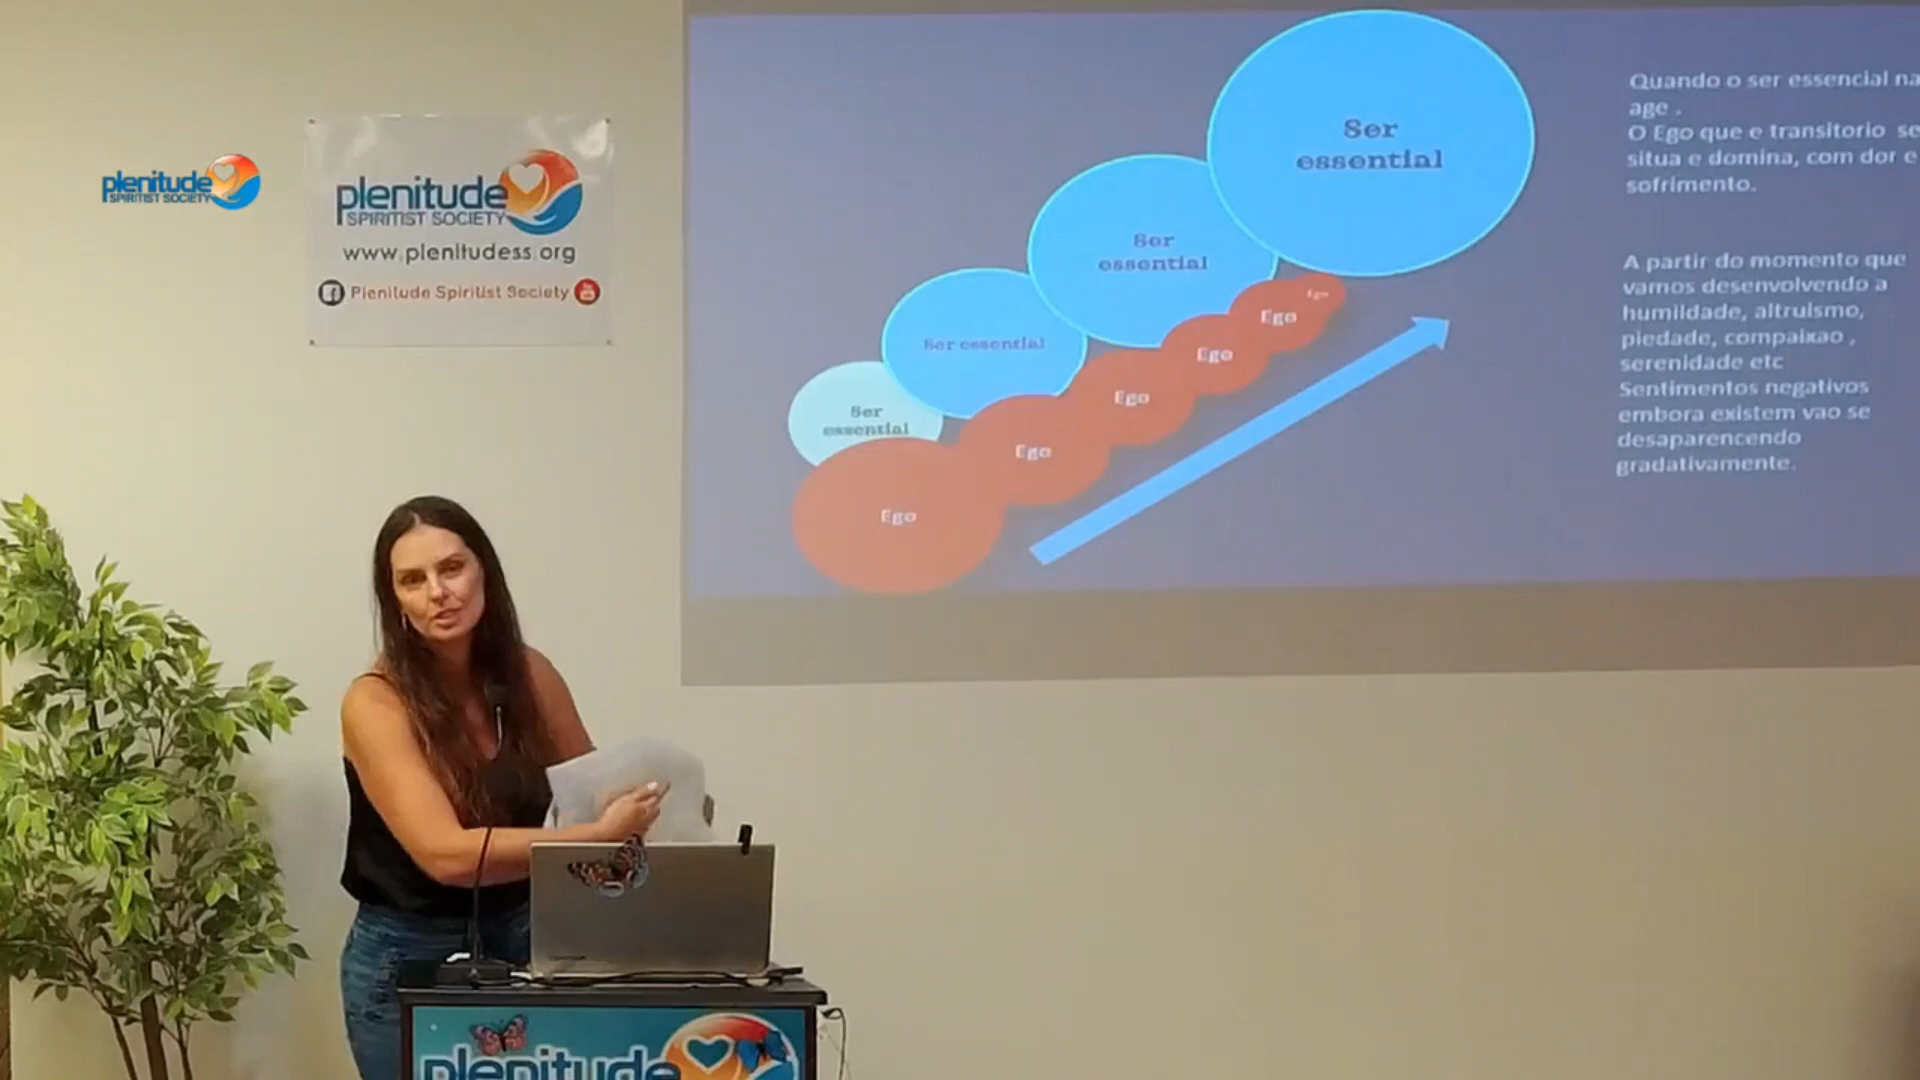 plenitude
SPIRITIST SOCIETY
plenitude
SPIRITIST SOCIETY
www.plenitudess.org
Plenitude Spiritist Society
Ser
essential
Ser
essential
Ser essential
Ser
essential
Ego
Ego
Ego
Ego
Ego
Ego
Quando o ser essencial na
age .
O Ego que e transitorio se
situa e domina, com dor e
sofrimento.
A partir do momento que
vamos desenvolvendo a
humildade, altruismo,
piedade, compaixao ,
serenidade etc
Sentimentos negativos
embora existem vao se
desaparencendo
gradativamente.
plenitude